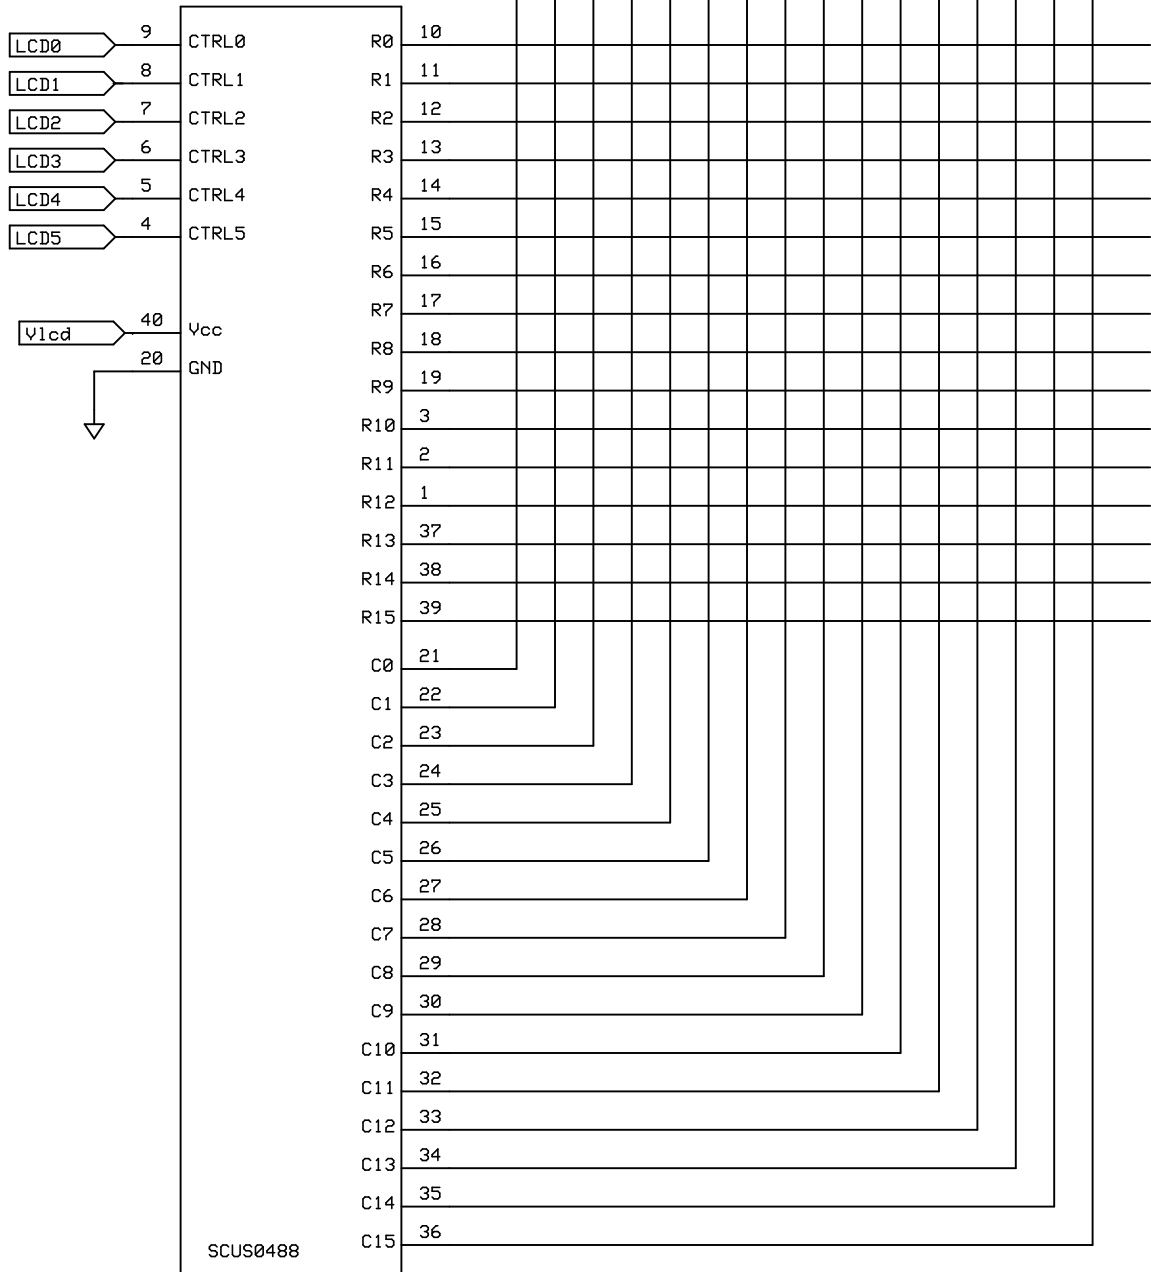 LCD0 9 CTRL0 R0 10
LCD1 8 CTRL1 R1 11
LCD2 7 CTRL2 R2 12
LCD3 6 CTRL3 R3 13
LCD4 5 CTRL4 R4 14
LCD5 4 CTRL5 R5 15
R6 16
R7 17
Vlcd 40 Vcc
R8 18
20 GND
R9 19
R10 3
R11 2
R12 1
R13 37
R14 38
R15 39
C0 21
C1 22
C2 23
C3 24
C4 25
C5 26
C6 27
C7 28
C8 29
C9 30
C10 31
C11 32
C12 33
C13 34
C14 35
C15 36
SCUS0488